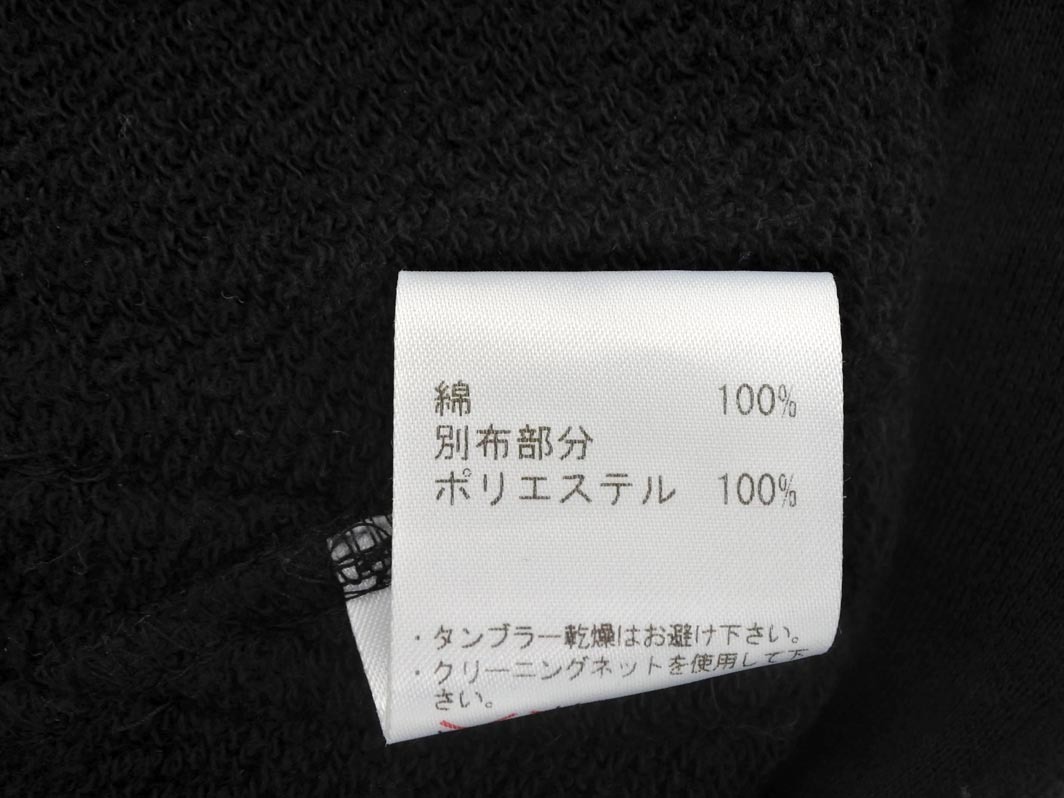 綿 100%
別布部分
ポリエステル 100%
・タンブラー乾燥はお避け下さい。
・クリーニングネットを使用して下
さい。